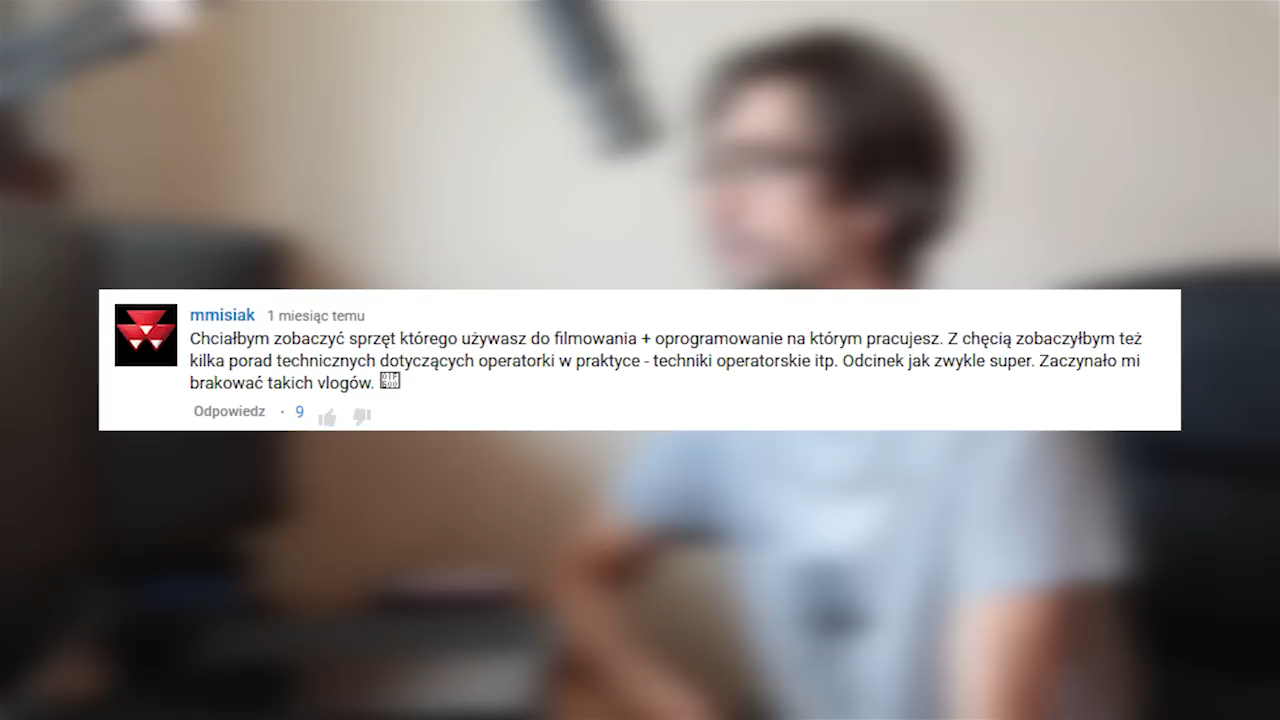 mmisiak 1 miesiąc temu
Chciałbym zobaczyć sprzęt którego używasz do filmowania + oprogramowanie na którym pracujesz. Z chęcią zobaczyłbym też
kilka porad technicznych dotyczących operatorki w praktyce - techniki operatorskie itp. Odcinek jak zwykle super. Zaczynało mi
brakować takich vlogów.
Odpowiedz · 9